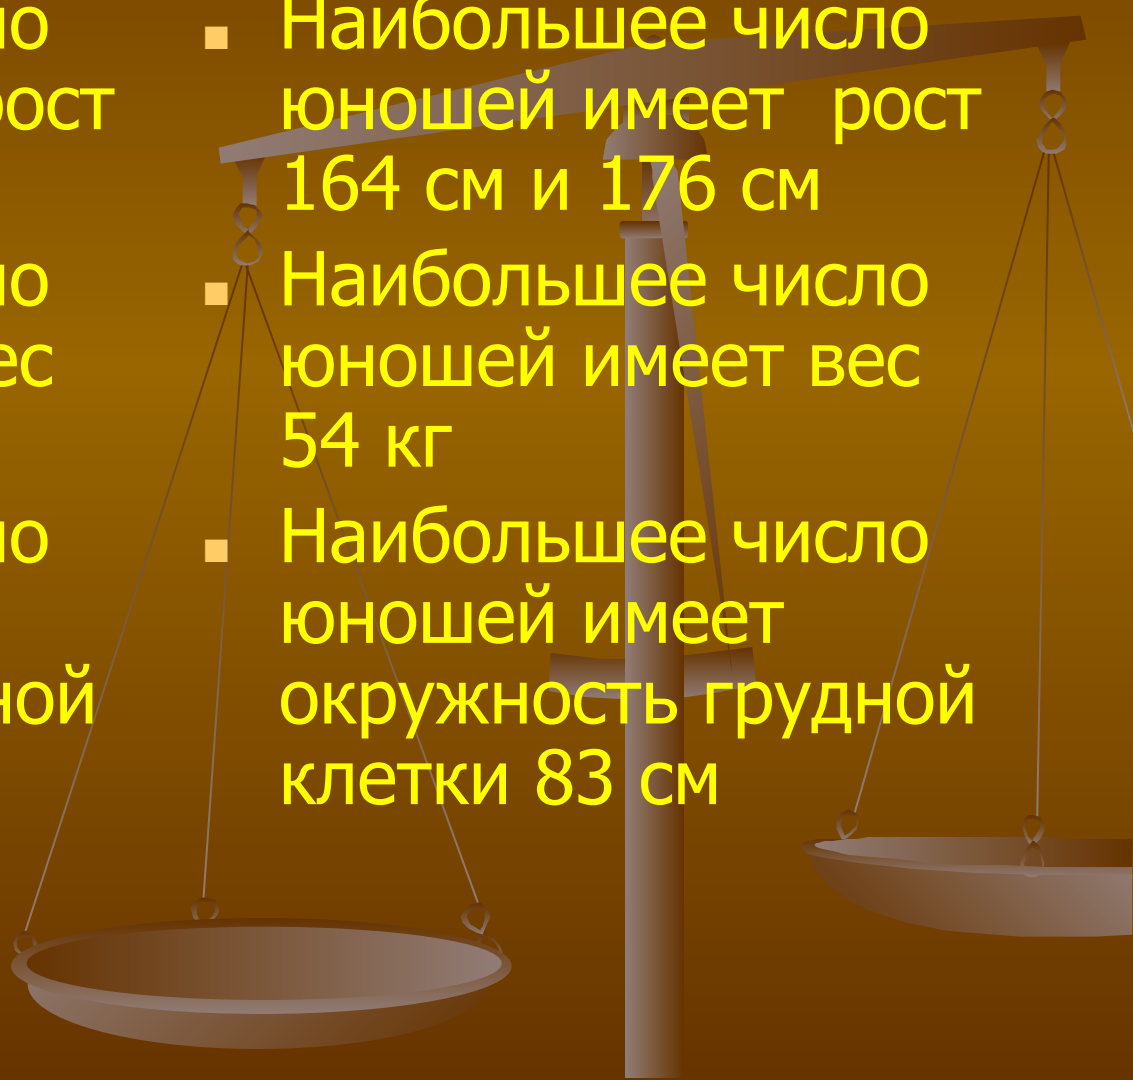 Наибольшее число
юношей имеет рост
164 см и 176 см
Наибольшее число
юношей имеет вес
54 кг
Наибольшее число
юношей имеет
окружность грудной
клетки 83 см